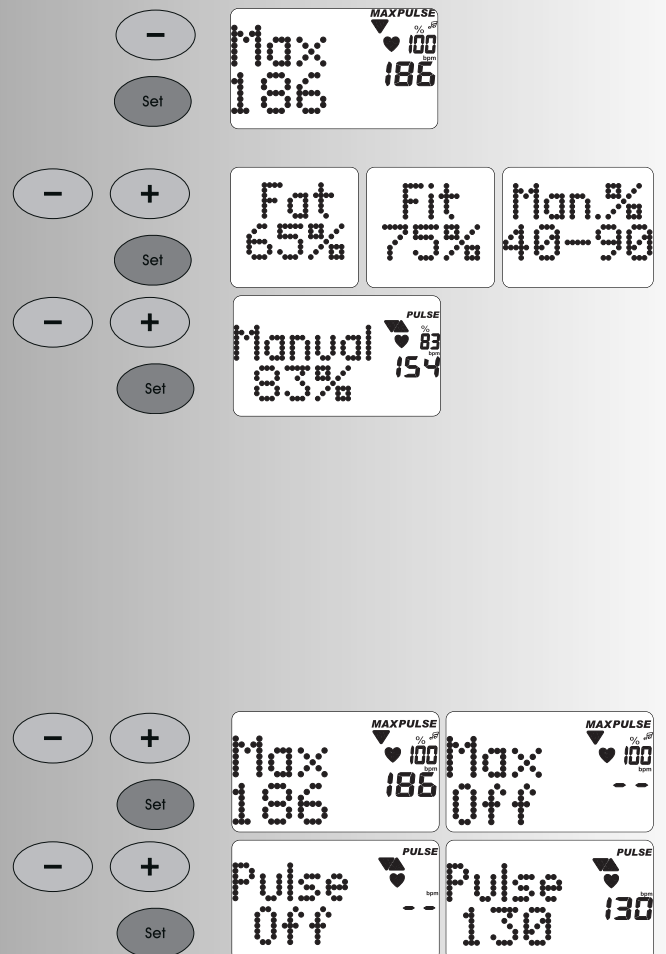 −
MAXPULSE
Max
% 100
bpm
186
186
Set
− +
Fat
65%
Fit
75%
Man.%
40-90
Set
− +
PULSE
Manual
% 83
bpm
154
83%
Set
− +
MAXPULSE
Max
% 100
bpm
186
186
MAXPULSE
Max
% 100
bpm
- -
Off
Set
− +
PULSE
Pulse
bpm
- -
Off
PULSE
Pulse
bpm
130
130
Set